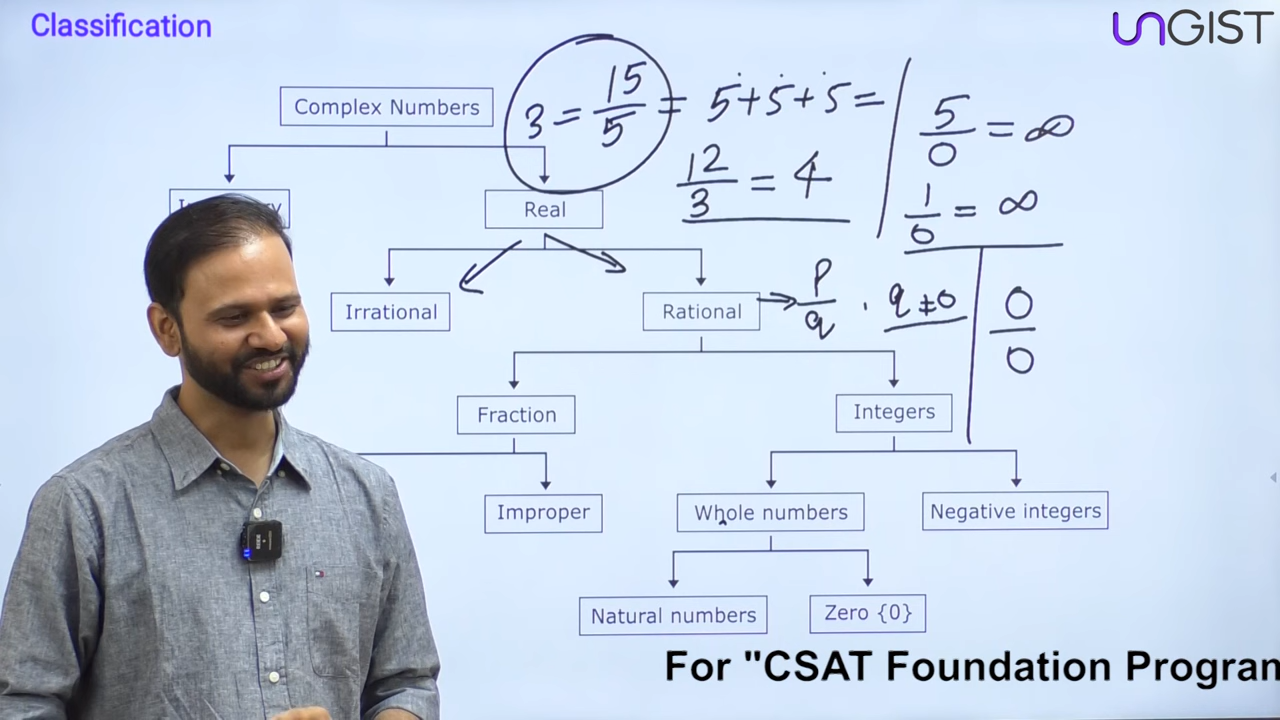 Classification
UNGIST
Complex Numbers
3 = 15/5 = 5+5+5 =
12/3 = 4
5/0 = ∞
1/0 = ∞
Real
Irrational
Rational → P/q . q ≠ 0
0/0
Fraction
Integers
Improper
Whole numbers
Negative integers
Natural numbers
Zero {0}
For "CSAT Foundation Progran